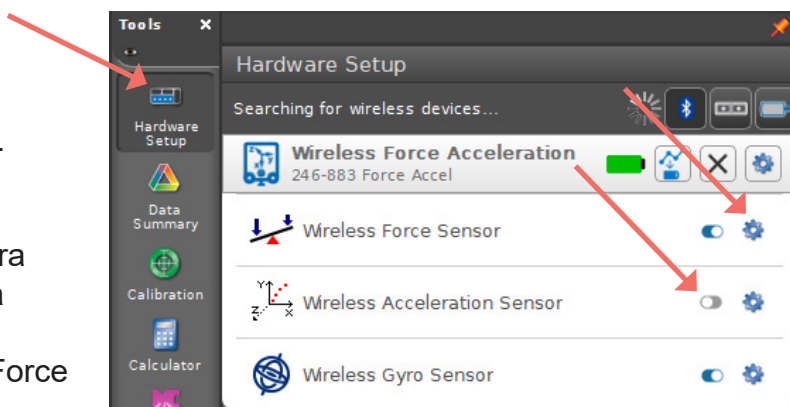 Tools
Hardware Setup
Searching for wireless devices...
Hardware
Setup
Wireless Force Acceleration
246-883 Force Accel
Data
Summary
Wireless Force Sensor
Calibration
Y
Z
X
Wireless Acceleration Sensor
Calculator
Wireless Gyro Sensor
Force